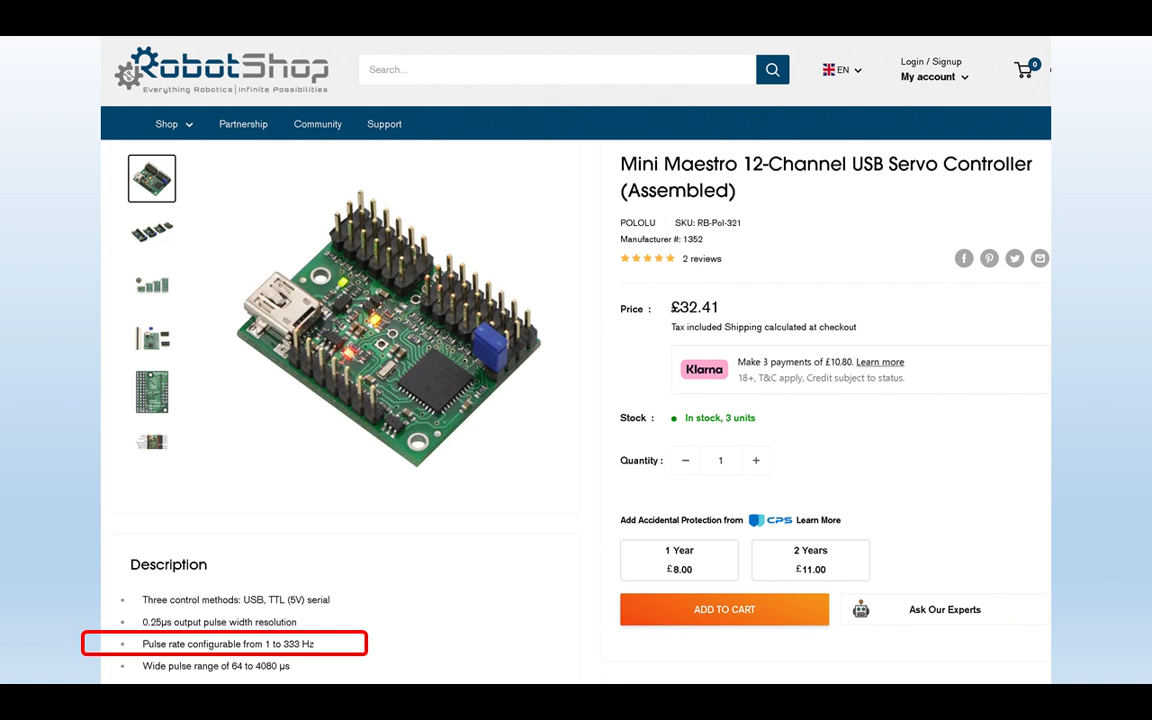 RobotShop
Everything Robotics | Infinite Possibilities
Search...
EN
Login / Signup
My account
0
Shop
Partnership
Community
Support
Mini Maestro 12-Channel USB Servo Controller
(Assembled)
POLOLU
SKU: RB-Pol-321
Manufacturer #: 1352
2 reviews
Price :
£32.41
Tax included Shipping calculated at checkout
Klarna
Make 3 payments of £10.80. Learn more
18+, T&C apply, Credit subject to status.
Stock :
In stock, 3 units
Quantity :
− 1 +
Add Accidental Protection from CPS Learn More
1 Year
£8.00
2 Years
£11.00
ADD TO CART
Ask Our Experts
Description
• Three control methods: USB, TTL (5V) serial
• 0.25µs output pulse width resolution
• Pulse rate configurable from 1 to 333 Hz
• Wide pulse range of 64 to 4080 µs